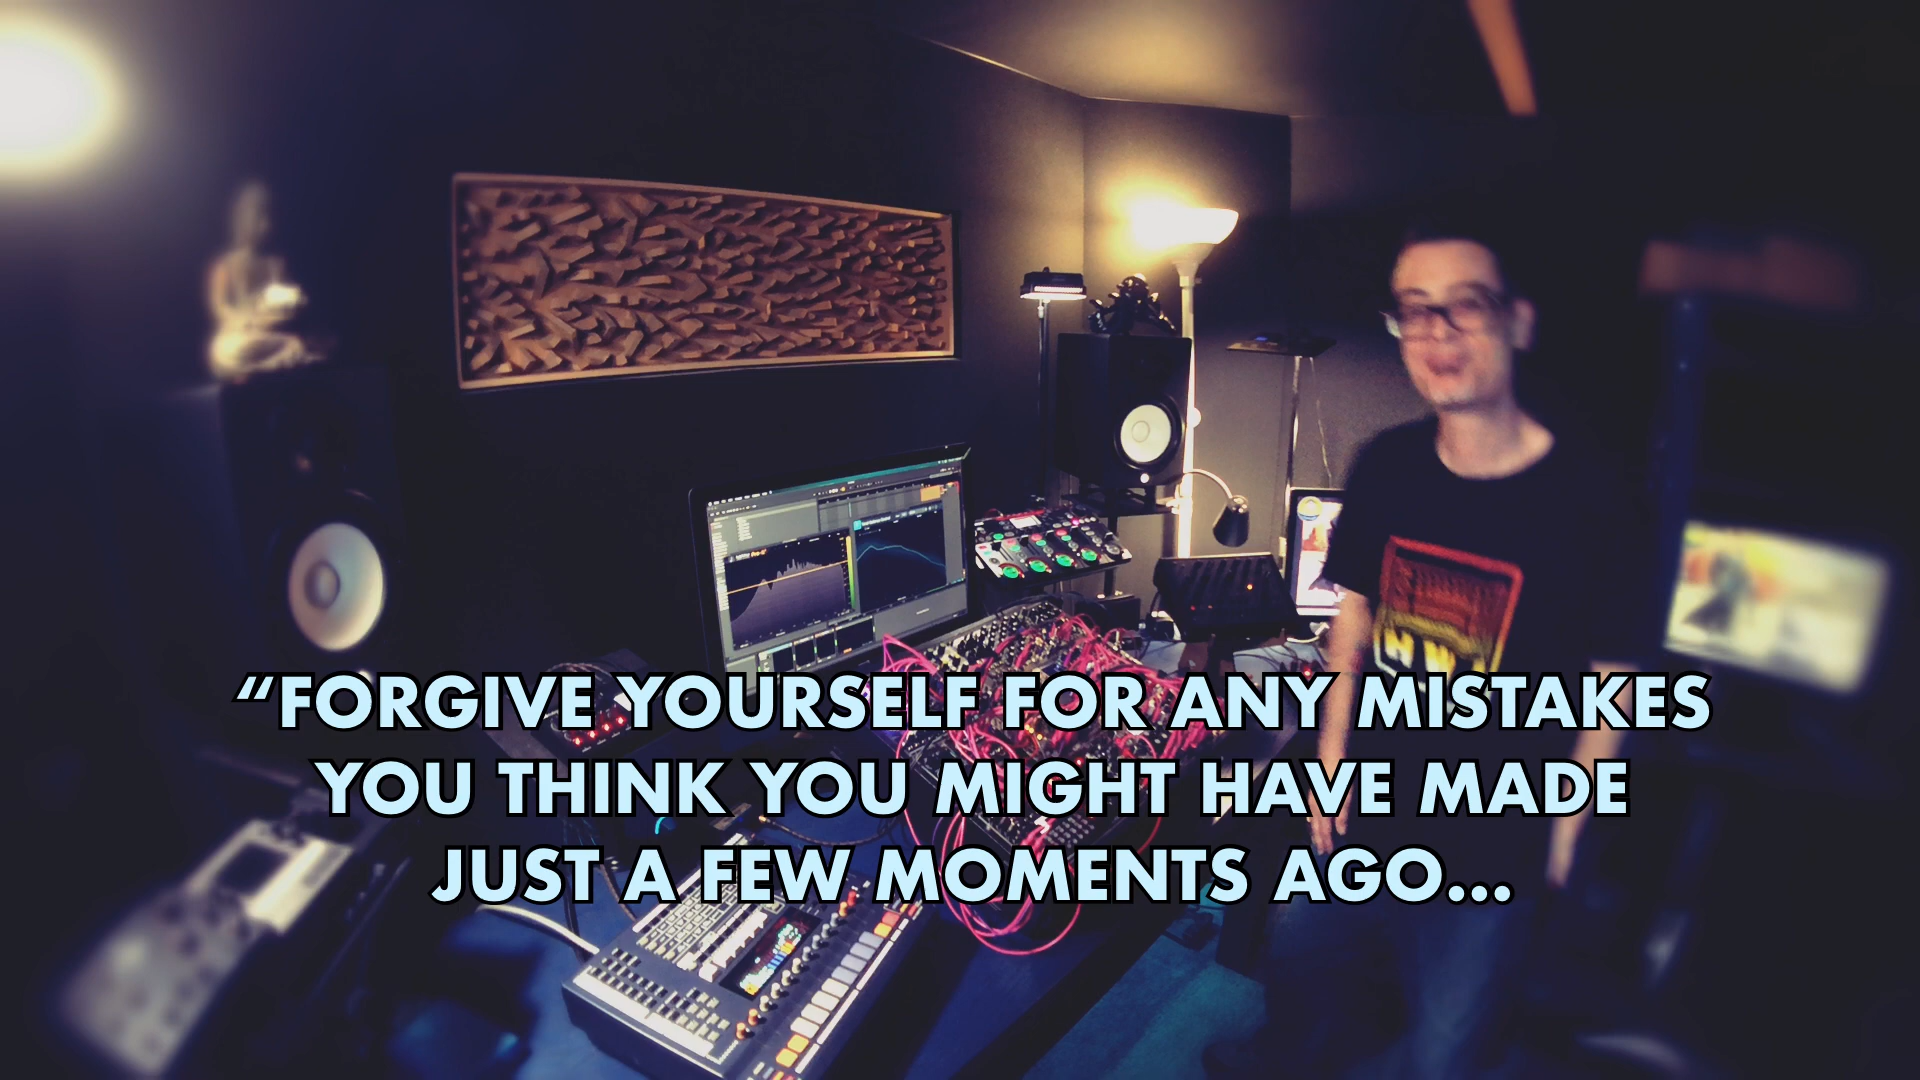 “FORGIVE YOURSELF FOR ANY MISTAKES
YOU THINK YOU MIGHT HAVE MADE
JUST A FEW MOMENTS AGO...